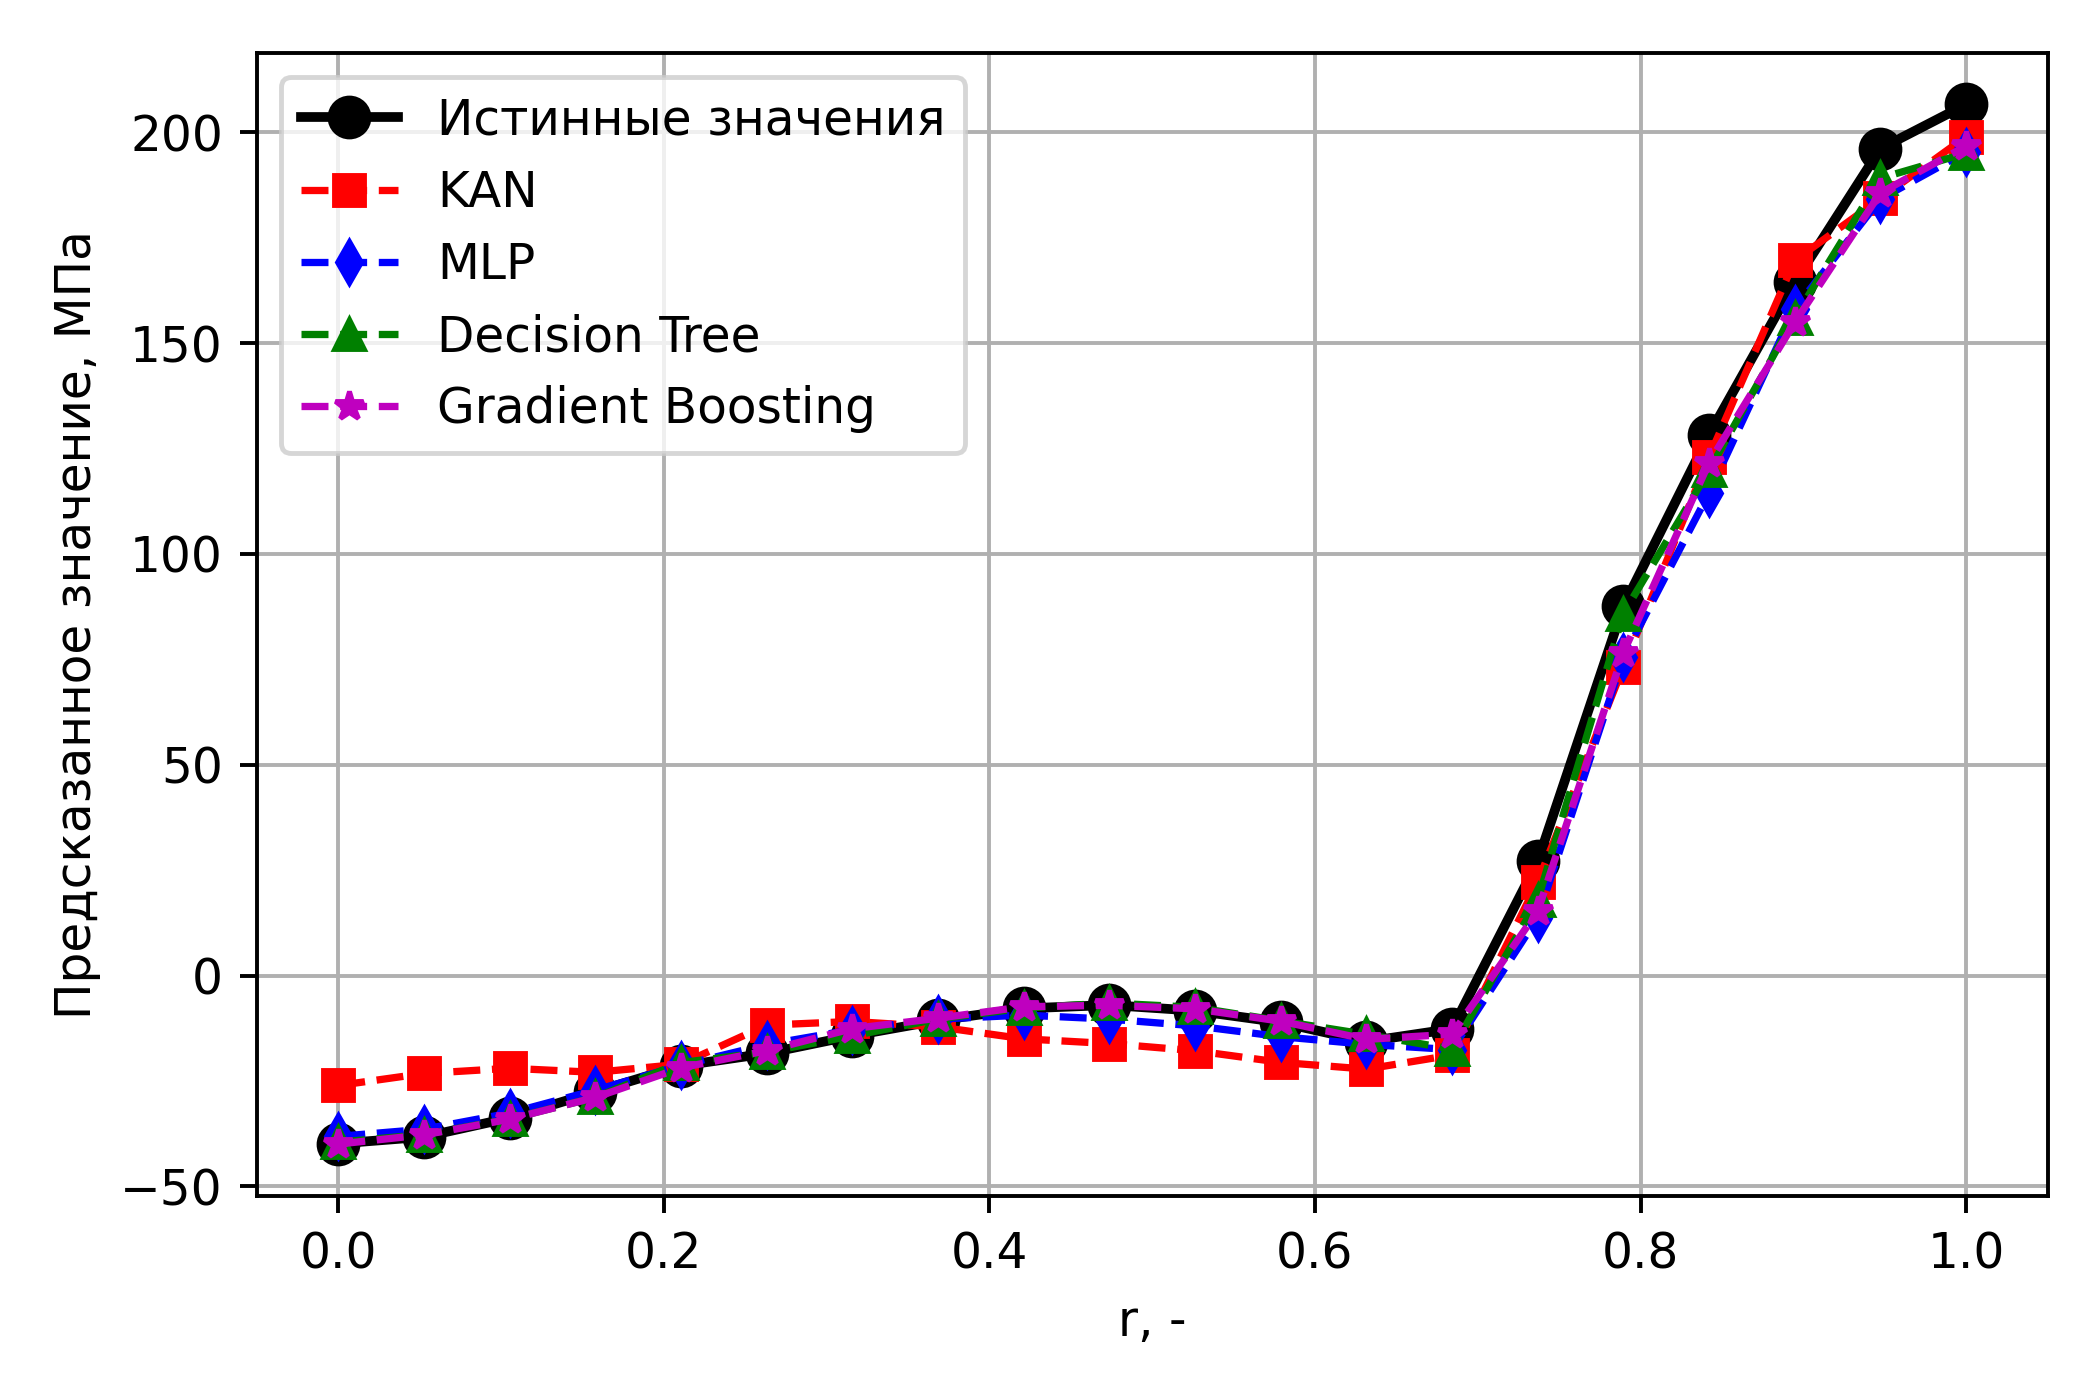 Истинные значения
KAN
MLP
Decision Tree
Gradient Boosting
Предсказанное значение, МПа
200
150
100
50
0
−50
0.0 0.2 0.4 0.6 0.8 1.0
r, -